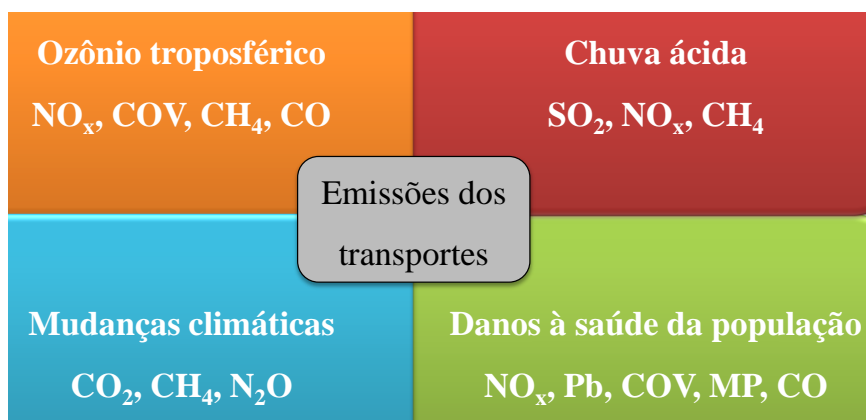 Ozônio troposférico
NOₓ, COV, CH₄, CO
Chuva ácida
SO₂, NOₓ, CH₄
Emissões dos
transportes
Mudanças climáticas
CO₂, CH₄, N₂O
Danos à saúde da população
NOₓ, Pb, COV, MP, CO